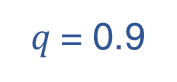 q = 0.9